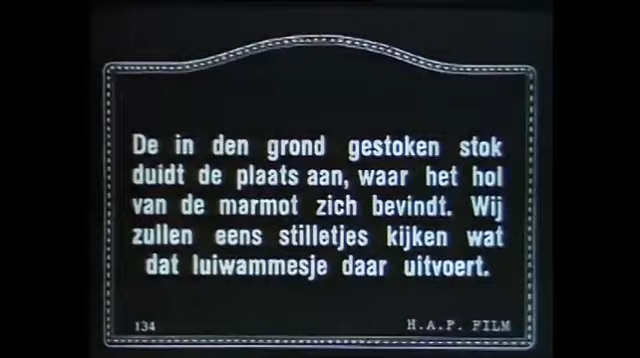 De in den grond gestoken stok
duidt de plaats aan, waar het hol
van de marmot zich bevindt. Wij
zullen eens stilletjes kijken wat
dat luiwammesje daar uitvoert.
134
H.A.P. FILM